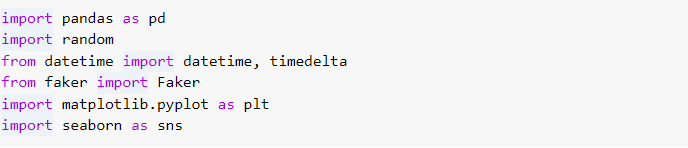 import pandas as pd
import random
from datetime import datetime, timedelta
from faker import Faker
import matplotlib.pyplot as plt
import seaborn as sns